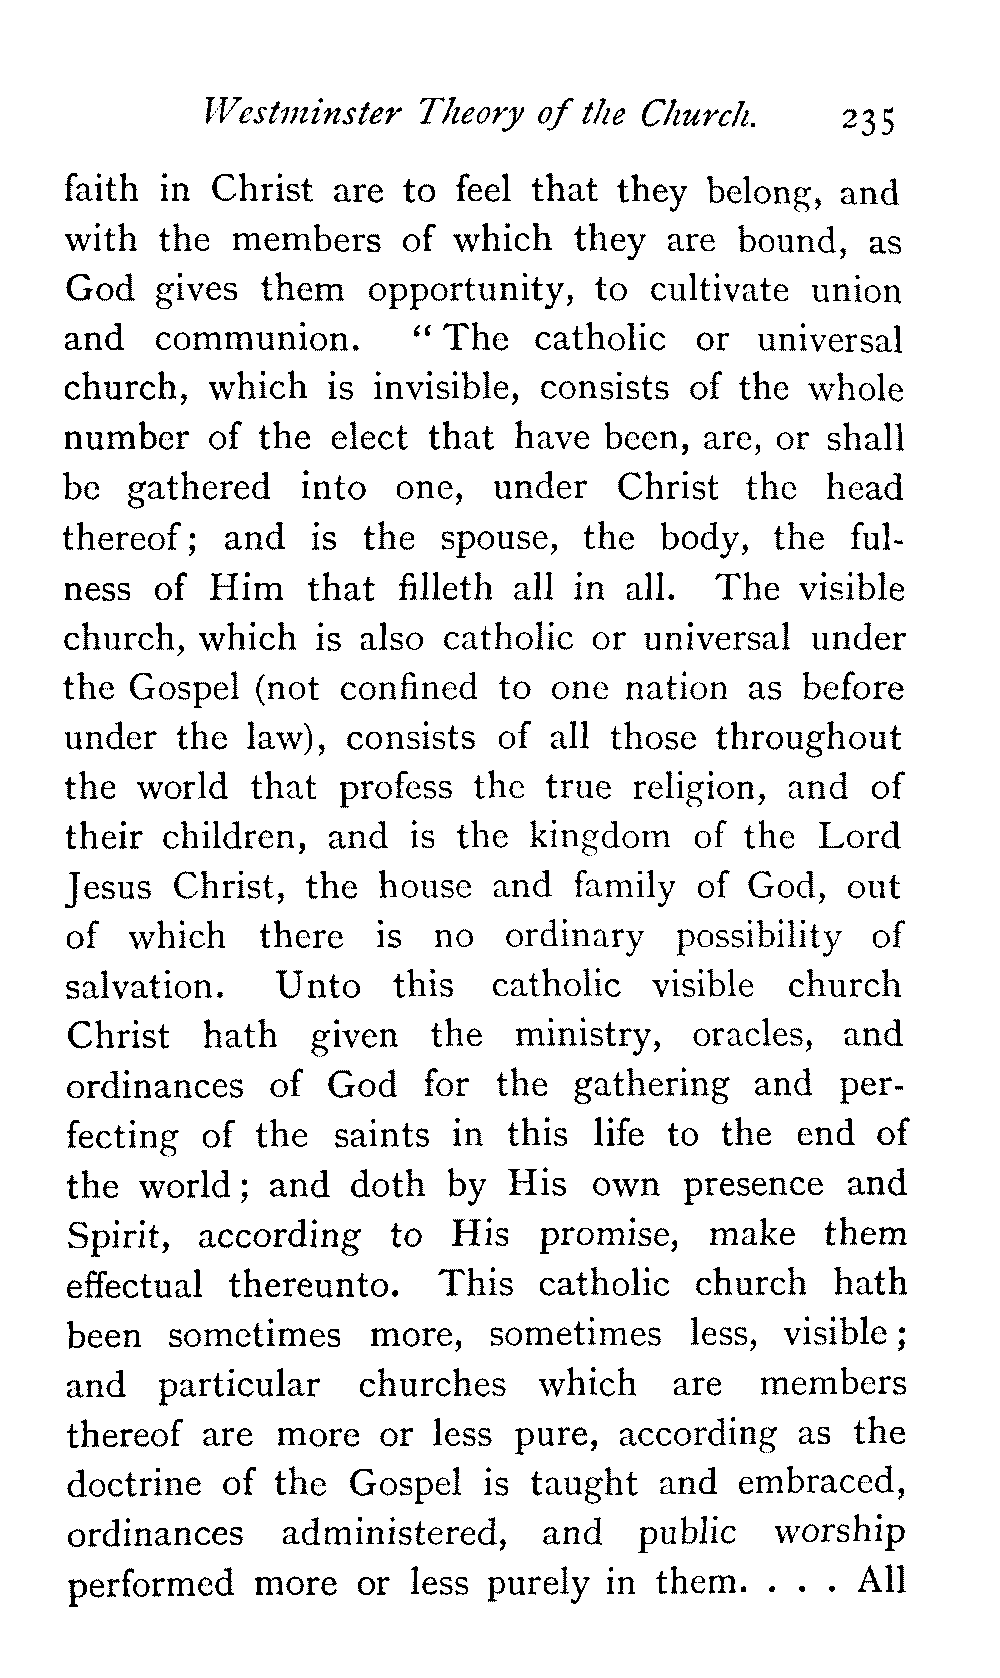 Westminster Theory of the Church. 235
faith in Christ are to feel that they belong, and
with the members of which they are bound, as
God gives them opportunity, to cultivate union
and communion. “ The catholic or universal
church, which is invisible, consists of the whole
number of the elect that have been, are, or shall
be gathered into one, under Christ the head
thereof ; and is the spouse, the body, the ful-
ness of Him that filleth all in all. The visible
church, which is also catholic or universal under
the Gospel (not confined to one nation as before
under the law), consists of all those throughout
the world that profess the true religion, and of
their children, and is the kingdom of the Lord
Jesus Christ, the house and family of God, out
of which there is no ordinary possibility of
salvation. Unto this catholic visible church
Christ hath given the ministry, oracles, and
ordinances of God for the gathering and per-
fecting of the saints in this life to the end of
the world ; and doth by His own presence and
Spirit, according to His promise, make them
effectual thereunto. This catholic church hath
been sometimes more, sometimes less, visible ;
and particular churches which are members
thereof are more or less pure, according as the
doctrine of the Gospel is taught and embraced,
ordinances administered, and public worship
performed more or less purely in them. . . . All